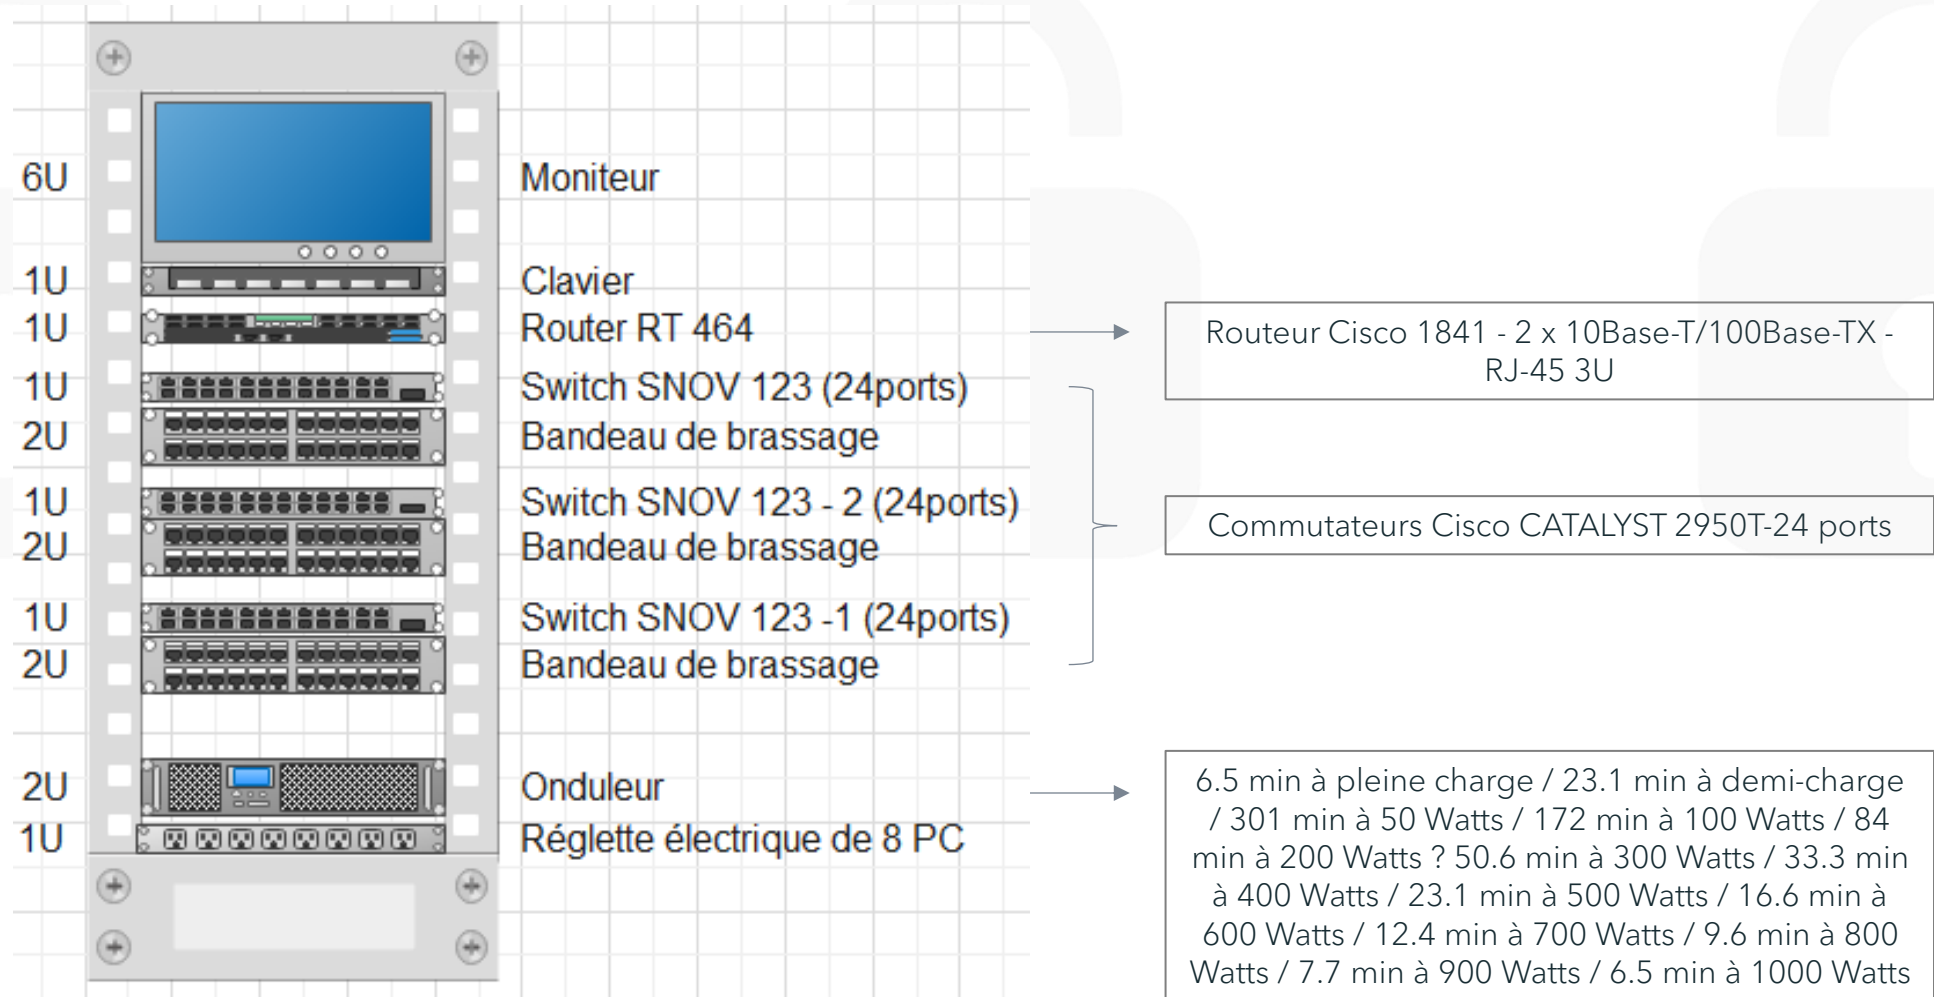 6U Moniteur
1U Clavier
1U Router RT 464
1U Switch SNOV 123 (24ports)
2U Bandeau de brassage
1U Switch SNOV 123 - 2 (24ports)
2U Bandeau de brassage
1U Switch SNOV 123 -1 (24ports)
2U Bandeau de brassage
2U Onduleur
1U Réglette électrique de 8 PC
Routeur Cisco 1841 - 2 x 10Base-T/100Base-TX -
RJ-45 3U
Commutateurs Cisco CATALYST 2950T-24 ports
6.5 min à pleine charge / 23.1 min à demi-charge
/ 301 min à 50 Watts / 172 min à 100 Watts / 84
min à 200 Watts ? 50.6 min à 300 Watts / 33.3 min
à 400 Watts / 23.1 min à 500 Watts / 16.6 min à
600 Watts / 12.4 min à 700 Watts / 9.6 min à 800
Watts / 7.7 min à 900 Watts / 6.5 min à 1000 Watts